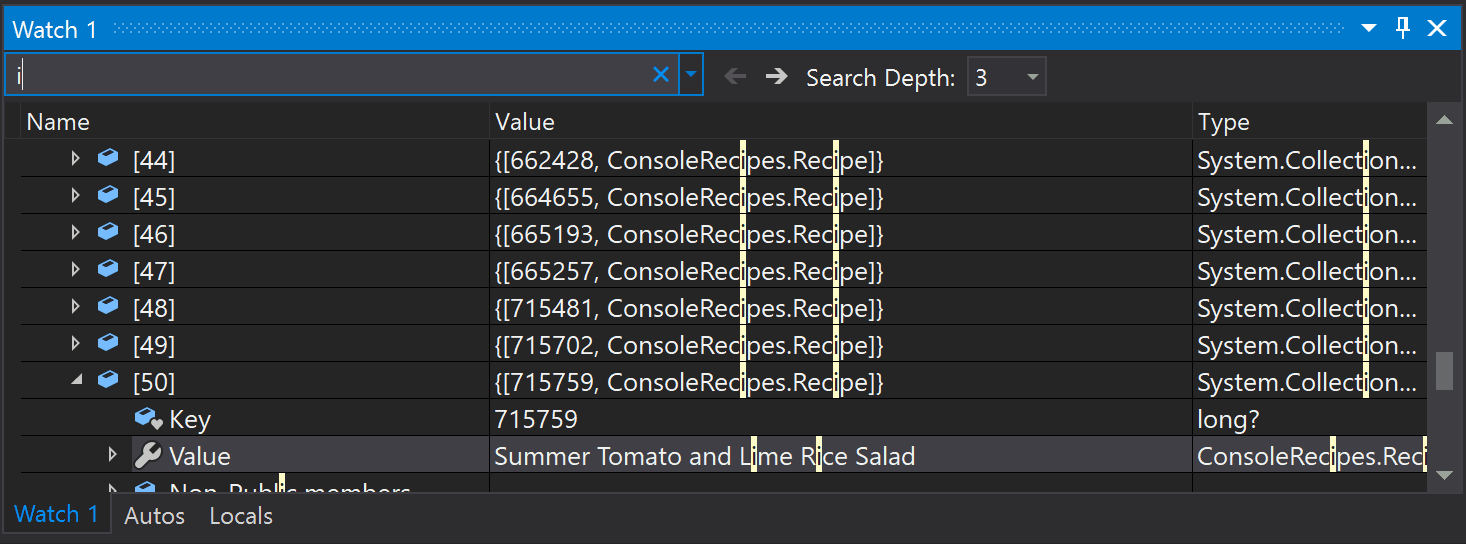 Watch 1
i
Search Depth: 3
Name Value Type
[44] {[662428, ConsoleRecipes.Recipe]} System.Collection...
[45] {[664655, ConsoleRecipes.Recipe]} System.Collection...
[46] {[665193, ConsoleRecipes.Recipe]} System.Collection...
[47] {[665257, ConsoleRecipes.Recipe]} System.Collection...
[48] {[715481, ConsoleRecipes.Recipe]} System.Collection...
[49] {[715702, ConsoleRecipes.Recipe]} System.Collection...
[50] {[715759, ConsoleRecipes.Recipe]} System.Collection...
Key 715759 long?
Value Summer Tomato and Lime Rice Salad ConsoleRecipes.Reci
Non-Public members
Watch 1 Autos Locals